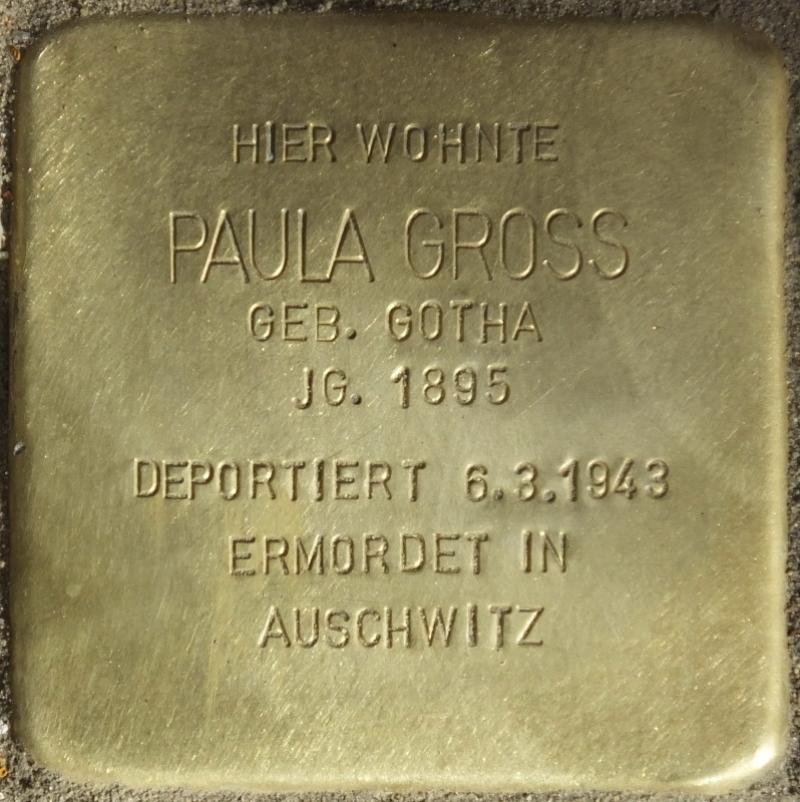 HIER WOHNTE
PAULA GROSS
GEB. GOTHA
JG. 1895
DEPORTIERT 6.3.1943
ERMORDET IN
AUSCHWITZ